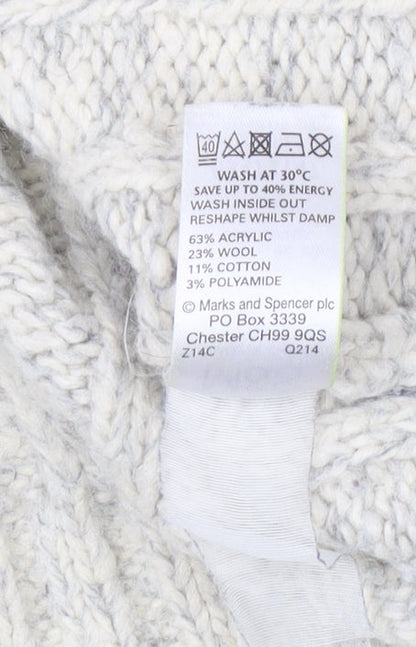 40
WASH AT 30°C
SAVE UP TO 40% ENERGY
WASH INSIDE OUT
RESHAPE WHILST DAMP
63% ACRYLIC
23% WOOL
11% COTTON
3% POLYAMIDE
© Marks and Spencer plc
PO Box 3339
Chester CH99 9QS
Z14C Q214